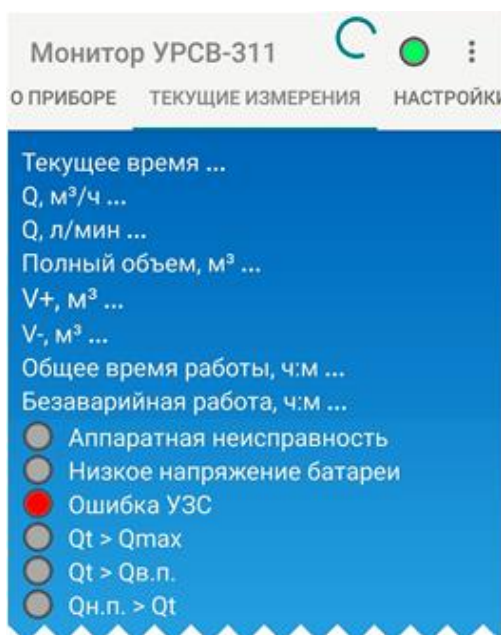 Монитор УРСВ-311
О ПРИБОРЕ ТЕКУЩИЕ ИЗМЕРЕНИЯ НАСТРОЙКИ
Текущее время ...
Q, м³/ч ...
Q, л/мин ...
Полный объем, м³ ...
V+, м³ ...
V-, м³ ...
Общее время работы, ч:м ...
Безаварийная работа, ч:м ...
Аппаратная неисправность
Низкое напряжение батареи
Ошибка УЗС
Qt > Qmax
Qt > Qв.п.
Qн.п. > Qt